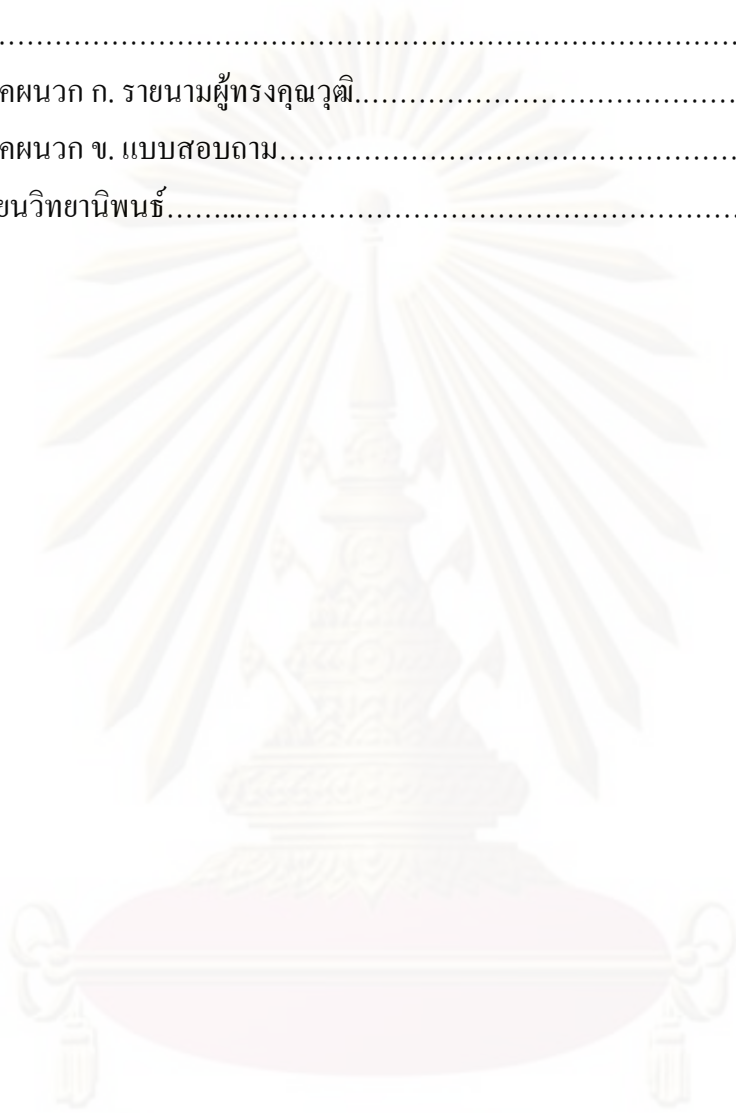 ……………………………………………………………………………………
คผนวก ก. รายนามผู้ทรงคุณวุฒิ……………………………………………
คผนวก ข. แบบสอบถาม……………………………………………………
ยนวิทยานิพนธ์……...………………………………………………………